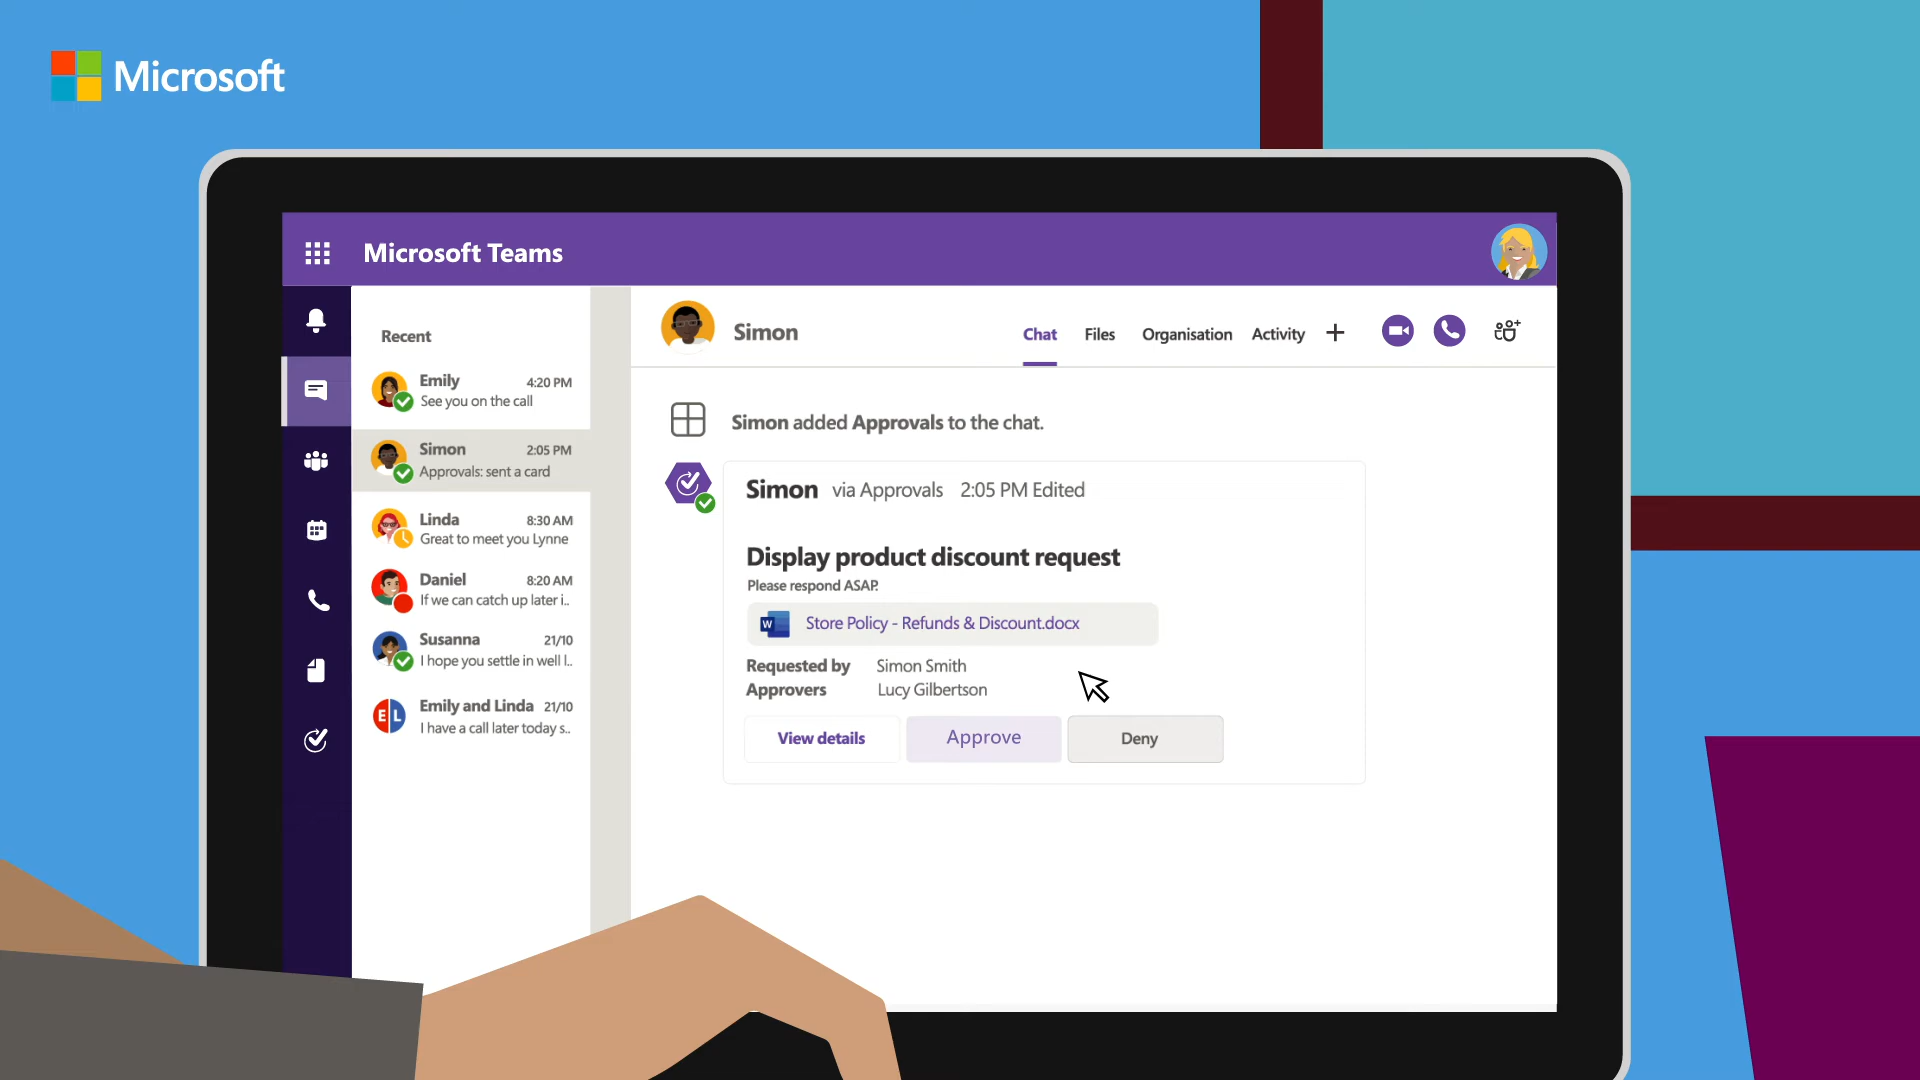 Microsoft
Microsoft Teams
Recent
Emily 4:20 PM
See you on the call
Simon 2:05 PM
Approvals: sent a card
Linda 8:30 AM
Great to meet you Lynne
Daniel 8:20 AM
If we can catch up later i..
Susanna 21/10
I hope you settle in well l..
EL
Emily and Linda 21/10
I have a call later today s..
Simon
Chat Files Organisation Activity
Simon added Approvals to the chat.
Simon via Approvals 2:05 PM Edited
Display product discount request
Please respond ASAP.
W Store Policy - Refunds & Discount.docx
Requested by Simon Smith
Approvers Lucy Gilbertson
View details Approve Deny